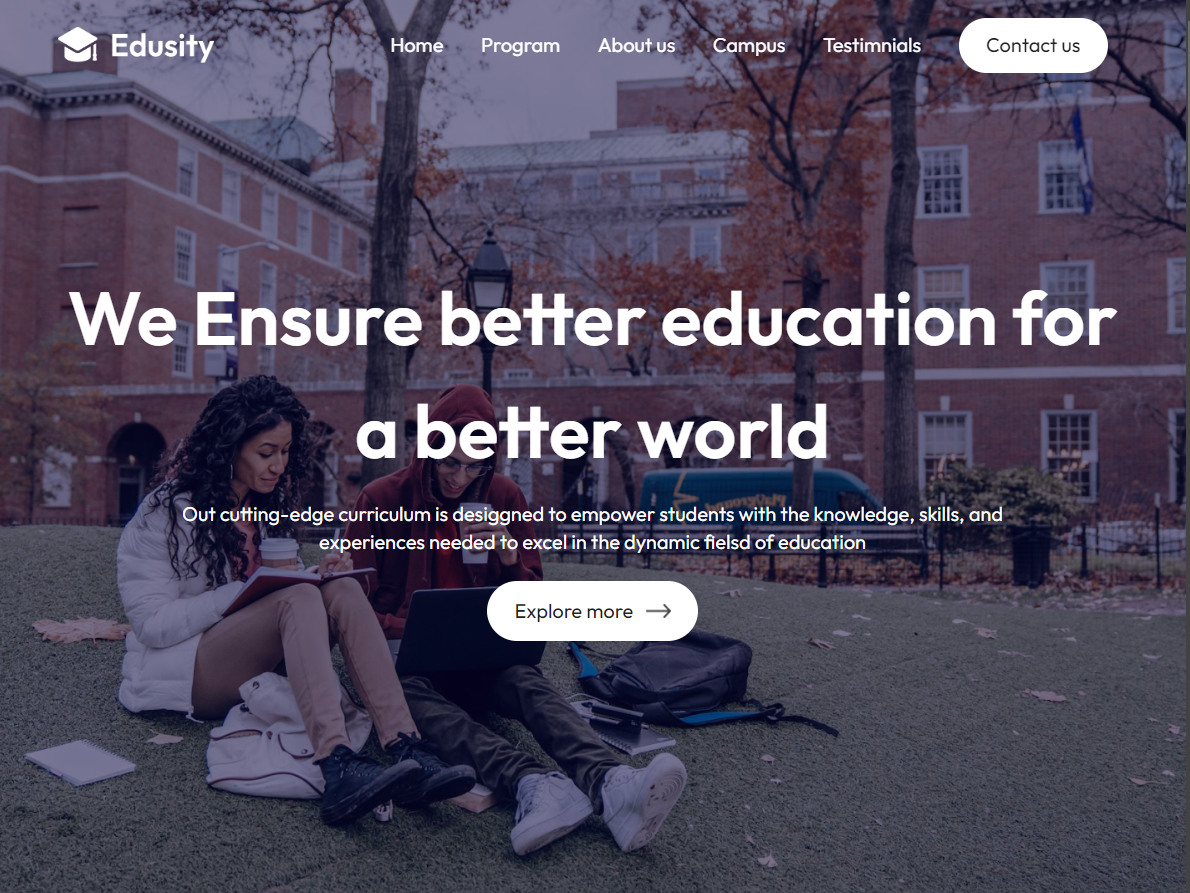 Edusity
Home
Program
About us
Campus
Testimnials
Contact us
We Ensure better education for
a better world
Out cutting-edge curriculum is desiggned to empower students with the knowledge, skills, and
experiences needed to excel in the dynamic fielsd of education
Explore more